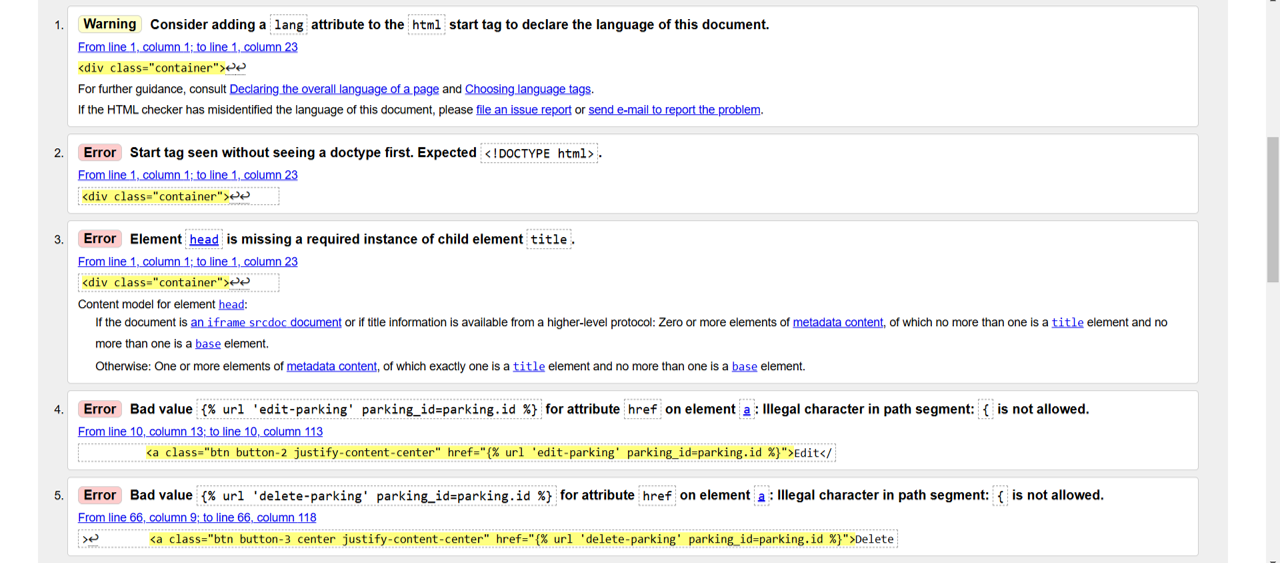 1. Warning Consider adding a lang attribute to the html start tag to declare the language of this document.
From line 1, column 1; to line 1, column 23
<div class="container">↩↩
For further guidance, consult Declaring the overall language of a page and Choosing language tags.
If the HTML checker has misidentified the language of this document, please file an issue report or send e-mail to report the problem.
2. Error Start tag seen without seeing a doctype first. Expected <!DOCTYPE html>.
From line 1, column 1; to line 1, column 23
<div class="container">↩↩
3. Error Element head is missing a required instance of child element title.
From line 1, column 1; to line 1, column 23
<div class="container">↩↩
Content model for element head:
If the document is an iframe srcdoc document or if title information is available from a higher-level protocol: Zero or more elements of metadata content, of which no more than one is a title element and no
more than one is a base element.
Otherwise: One or more elements of metadata content, of which exactly one is a title element and no more than one is a base element.
4. Error Bad value {% url 'edit-parking' parking_id=parking.id %} for attribute href on element a: Illegal character in path segment: { is not allowed.
From line 10, column 13; to line 10, column 113
<a class="btn button-2 justify-content-center" href="{% url 'edit-parking' parking_id=parking.id %}">Edit</
5. Error Bad value {% url 'delete-parking' parking_id=parking.id %} for attribute href on element a: Illegal character in path segment: { is not allowed.
From line 66, column 9; to line 66, column 118
>↩ <a class="btn button-3 center justify-content-center" href="{% url 'delete-parking' parking_id=parking.id %}">Delete